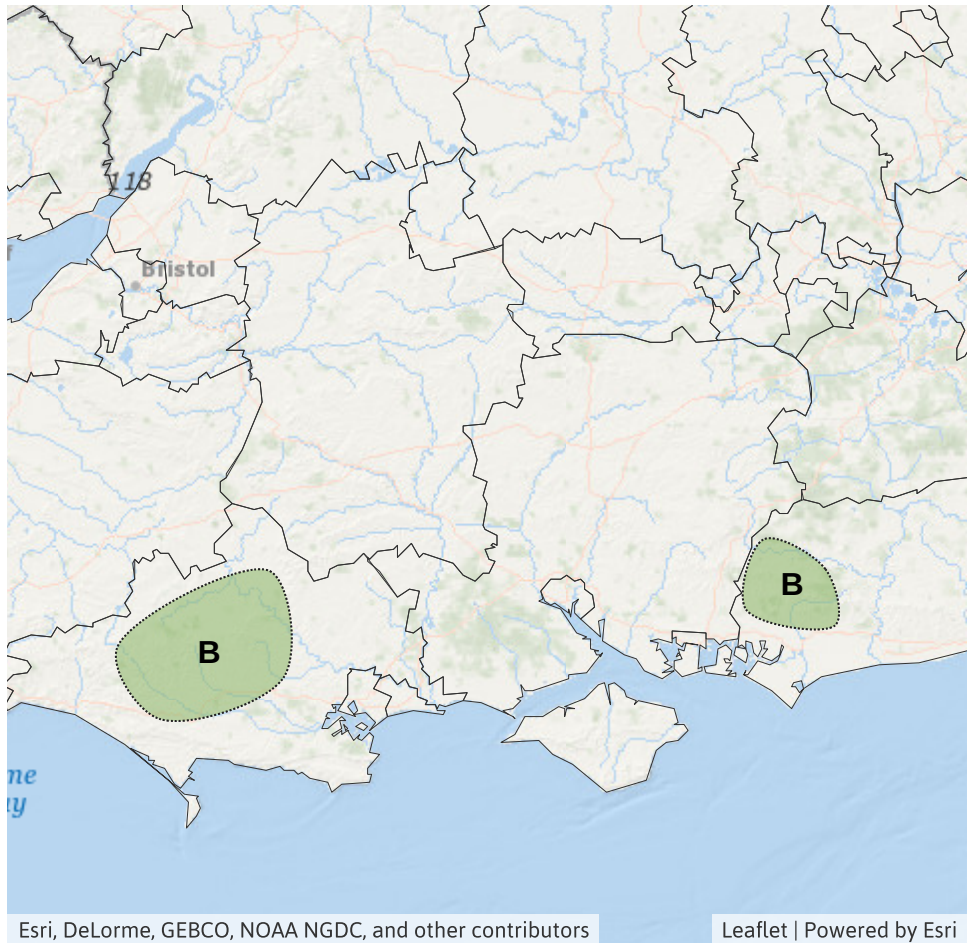 118
f
Bristol
B
B
me
ay
Esri, DeLorme, GEBCO, NOAA NGDC, and other contributors
Leaflet | Powered by Esri